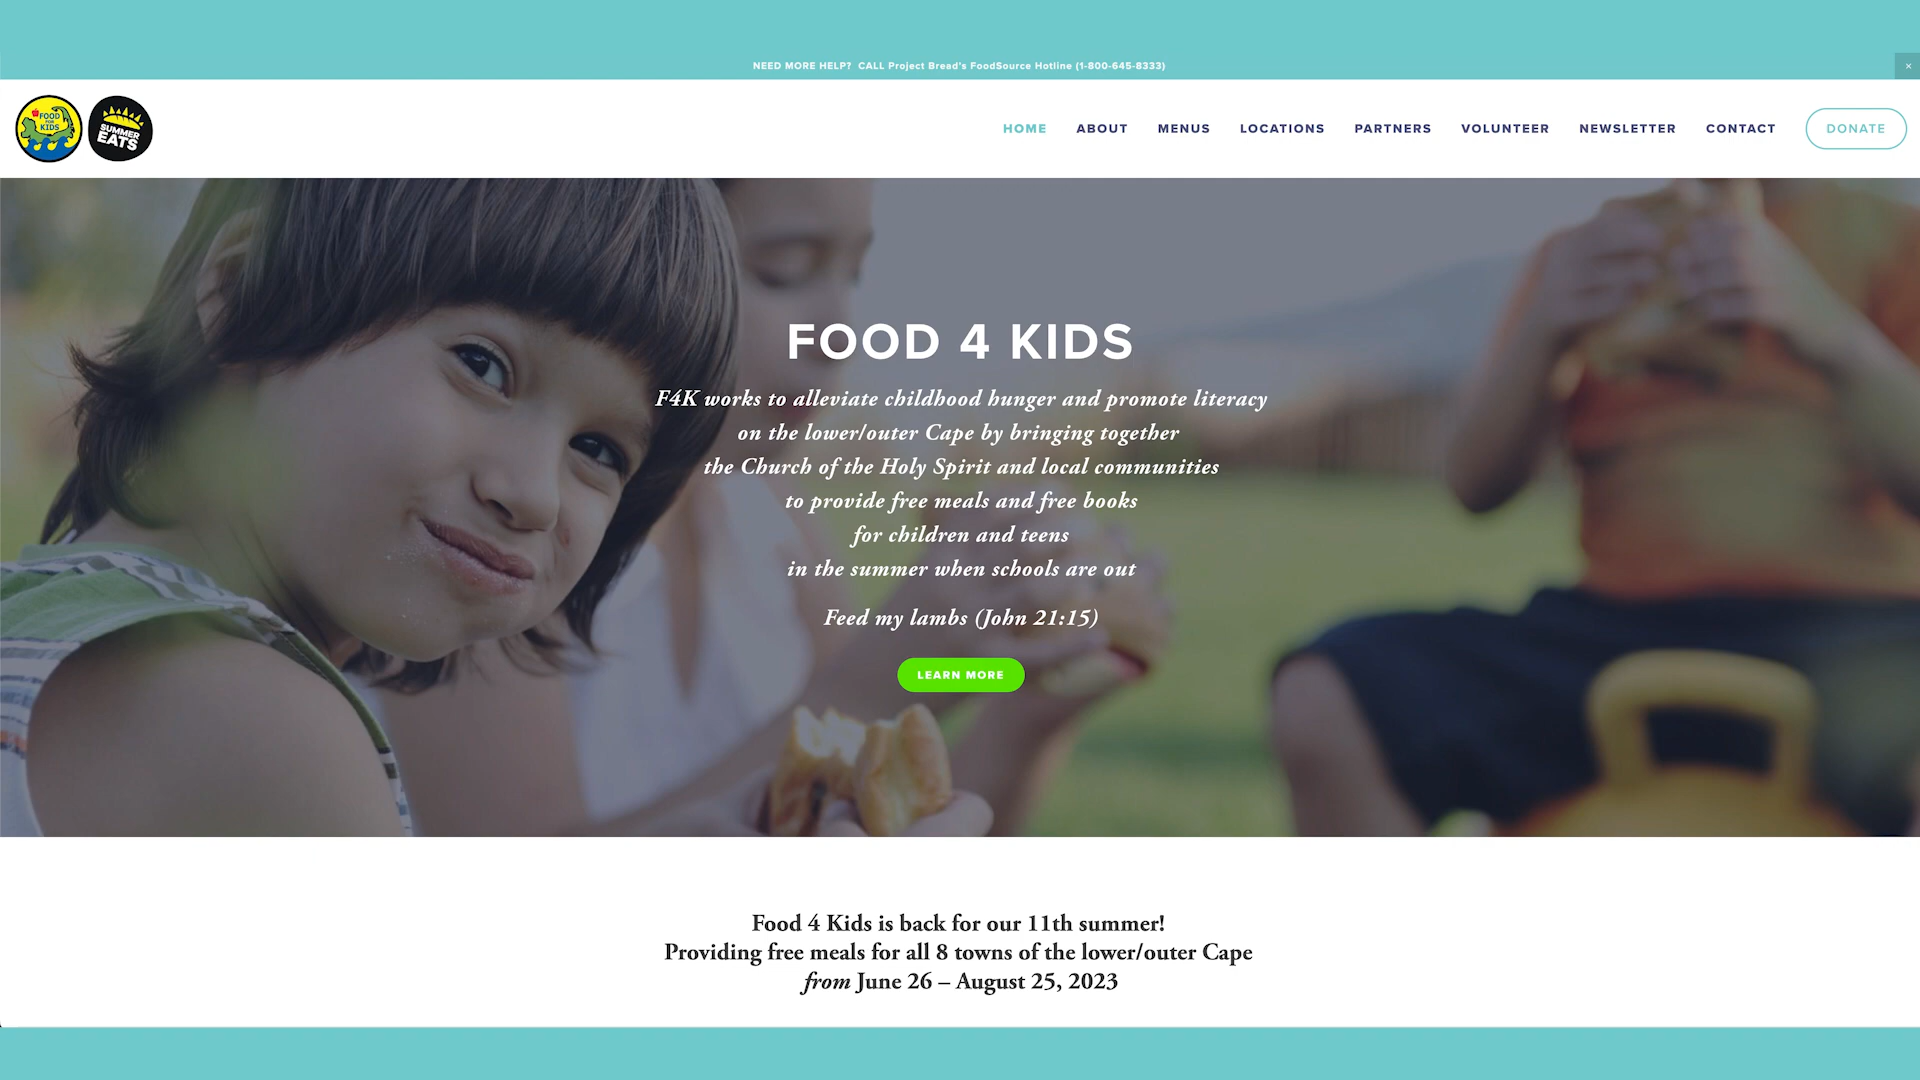 NEED MORE HELP? CALL Project Bread's FoodSource Hotline (1-800-645-8333)
×
FOOD
FOR
KIDS
SUMMER
EATS
HOME ABOUT MENUS LOCATIONS PARTNERS VOLUNTEER NEWSLETTER CONTACT DONATE
FOOD 4 KIDS
F4K works to alleviate childhood hunger and promote literacy
on the lower/outer Cape by bringing together
the Church of the Holy Spirit and local communities
to provide free meals and free books
for children and teens
in the summer when schools are out
Feed my lambs (John 21:15)
LEARN MORE
Food 4 Kids is back for our 11th summer!
Providing free meals for all 8 towns of the lower/outer Cape
from June 26 – August 25, 2023